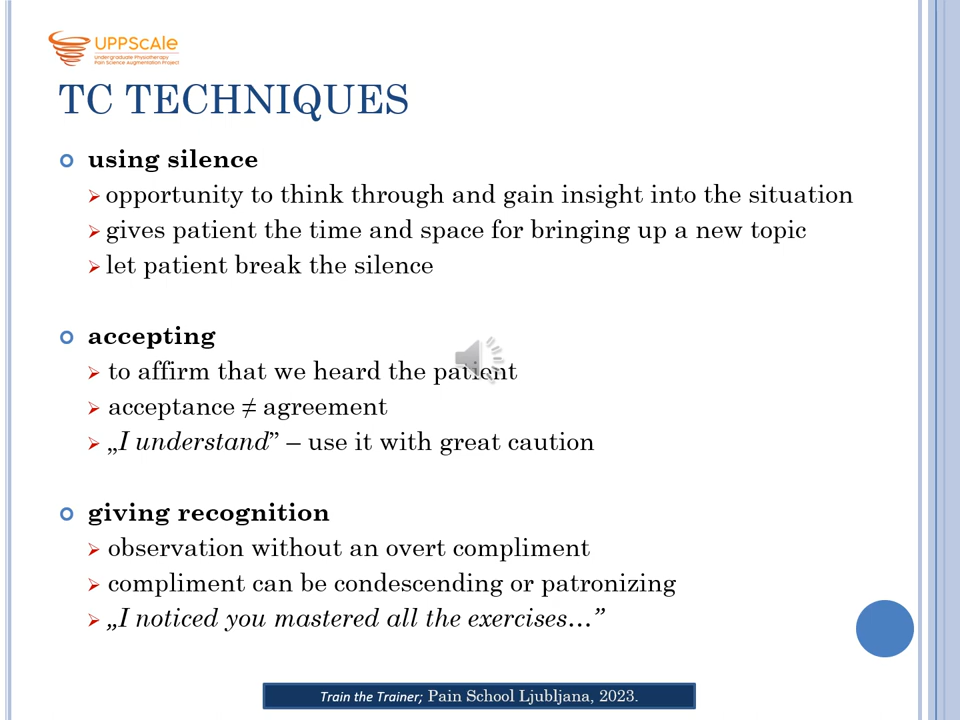 UPPScale
Undergraduate Physiotherapy
Pain Science Augmentation Project
TC TECHNIQUES
using silence
opportunity to think through and gain insight into the situation
gives patient the time and space for bringing up a new topic
let patient break the silence
accepting
to affirm that we heard the patient
acceptance ≠ agreement
„I understand” – use it with great caution
giving recognition
observation without an overt compliment
compliment can be condescending or patronizing
„I noticed you mastered all the exercises…”
Train the Trainer; Pain School Ljubljana, 2023.